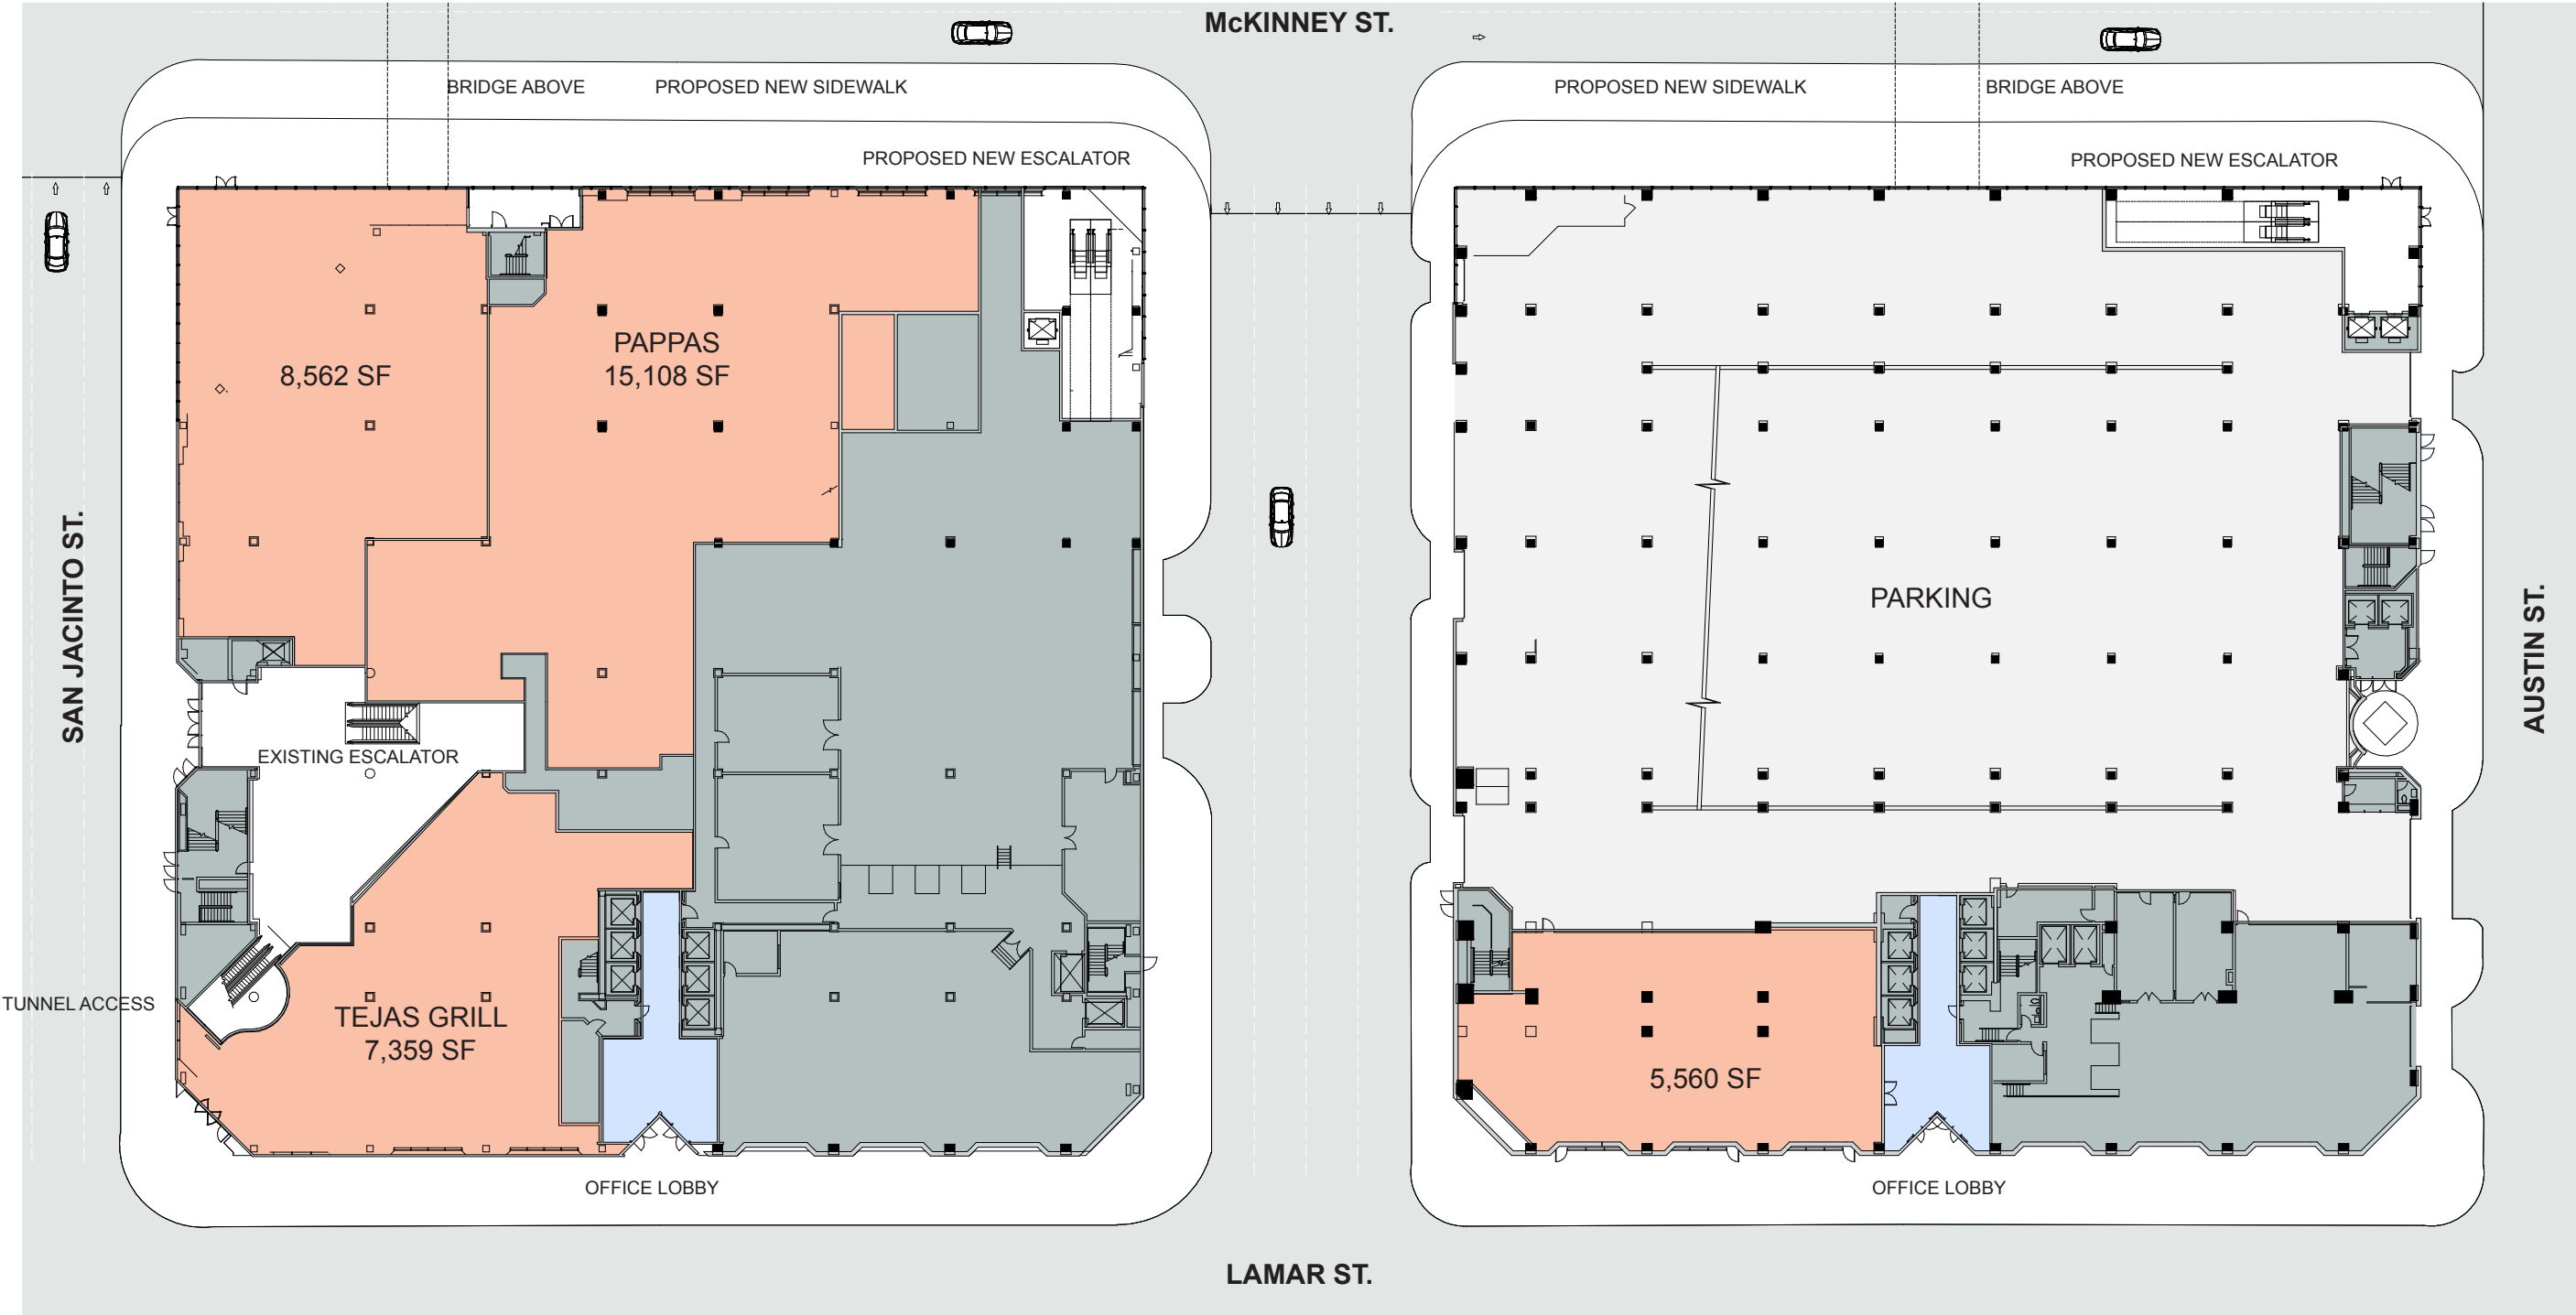 McKINNEY ST.
BRIDGE ABOVE
PROPOSED NEW SIDEWALK
PROPOSED NEW SIDEWALK
BRIDGE ABOVE
PROPOSED NEW ESCALATOR
PROPOSED NEW ESCALATOR
PAPPAS
15,108 SF
8,562 SF
SAN JACINTO ST.
PARKING
AUSTIN ST.
EXISTING ESCALATOR
TUNNEL ACCESS
TEJAS GRILL
7,359 SF
5,560 SF
OFFICE LOBBY
OFFICE LOBBY
LAMAR ST.